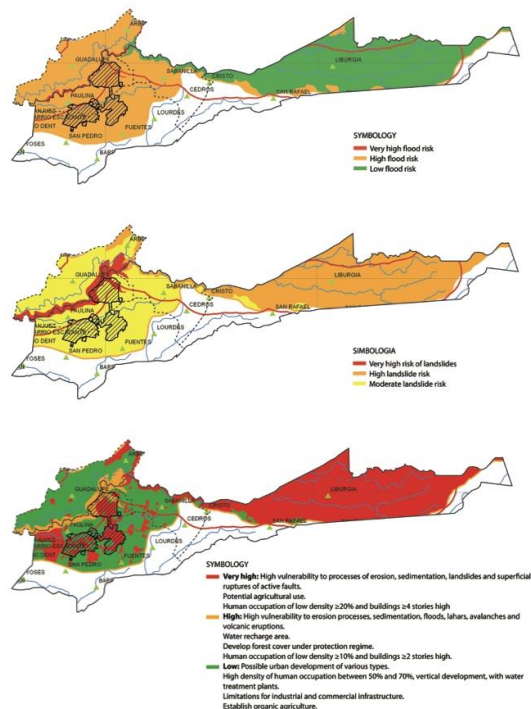 GUADALUPE
SABANILLA
CRISTO
LIBURGIA
PAULINA
CEDROS
SAN RAFAEL
LOURDES
SAN PEDRO
FUENTES
YOSES
SYMBOLOGY
Very high flood risk
High flood risk
Low flood risk
GUADALUPE
SABANILLA
CRISTO
LIBURGIA
PAULINA
CEDROS
SAN RAFAEL
LOURDES
SAN PEDRO
FUENTES
YOSES
SIMBOLOGIA
Very high risk of landslides
High landslide risk
Moderate landslide risk
GUADALUPE
LIBURGIA
PAULINA
CEDROS
SAN RAFAEL
LOURDES
SAN PEDRO
FUENTES
YOSES
SYMBOLOGY
Very high: High vulnerability to processes of erosion, sedimentation, landslides and superficial
ruptures of active faults.
Potential agricultural use.
Human occupation of low density ≥20% and buildings ≥4 stories high
High: High vulnerability to erosion processes, sedimentation, floods, lahars, avalanches and
volcanic eruptions.
Water recharge area.
Develop forest cover under protection regime.
Human occupation of low density ≥10% and buildings ≥2 stories high.
Low: Possible urban development of various types.
High density of human occupation between 50% and 70%, vertical development, with water
treatment plants.
Limitations for industrial and commercial infrastructure.
Establish organic agriculture.